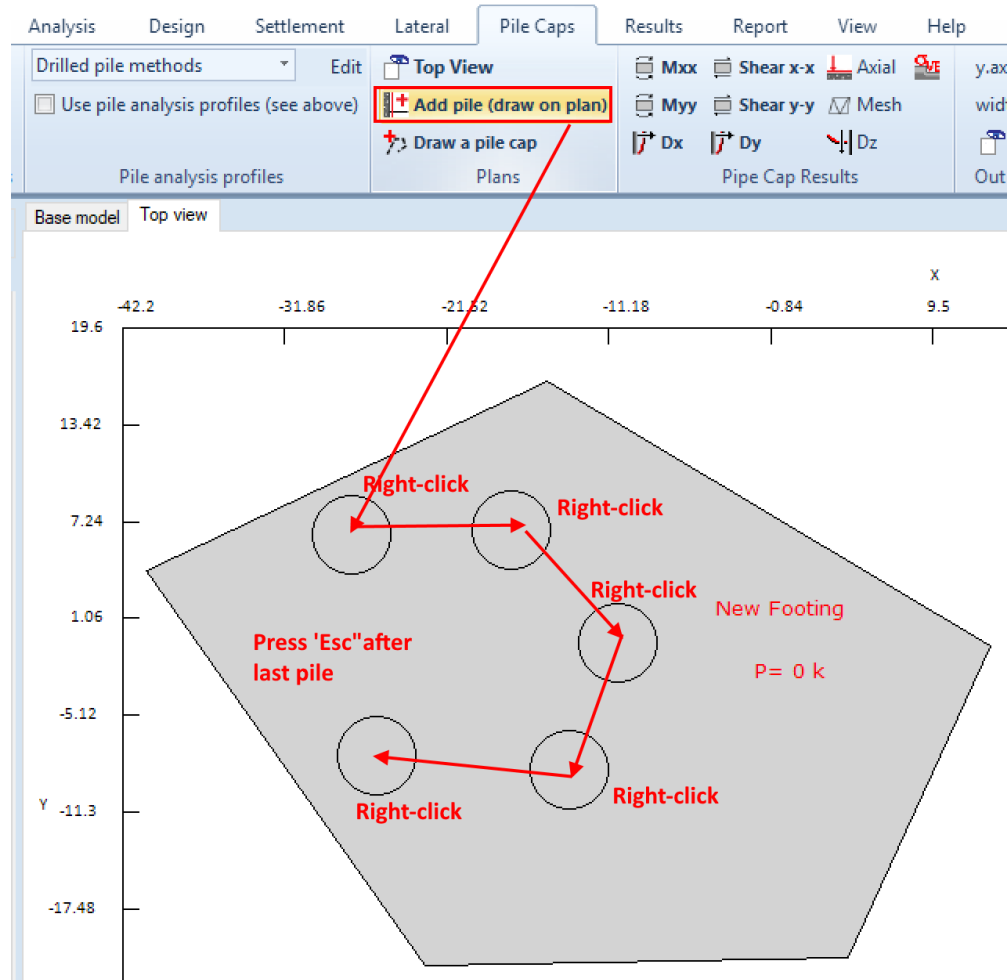 Analysis Design Settlement Lateral Pile Caps Results Report View Help
Drilled pile methods Edit Top View Mxx Shear x-x Axial y.ax
Use pile analysis profiles (see above) Add pile (draw on plan) Myy Shear y-y Mesh widt
Draw a pile cap Dx Dy Dz
Pile analysis profiles Plans Pipe Cap Results Out
Base model Top view
X
-42.2 -31.86 -21.52 -11.18 -0.84 9.5
19.6
13.42
Right-click
7.24 Right-click
Right-click
1.06 New Footing
Press 'Esc"after
last pile P= 0 k
-5.12
Right-click
Y -11.3 Right-click
-17.48